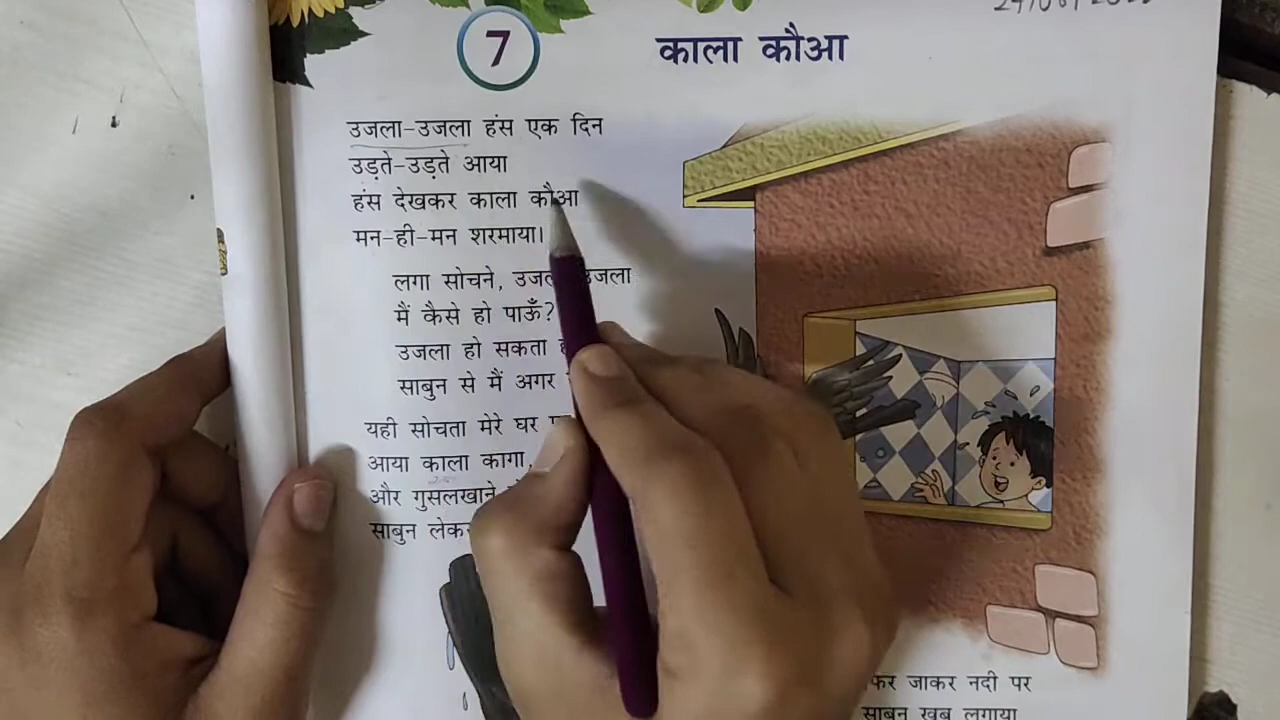 7
काला कौआ
उजला-उजला हंस एक दिन
उड़ते-उड़ते आया
हंस देखकर काला कौआ
मन-ही-मन शरमाया।
लगा सोचने, उजला
मैं कैसे हो पाऊँ?
उजला हो सकता
साबुन से मैं अगर
यही सोचता मेरे घर
आया काला कागा,
और गुसलखाने
साबुन
जाकर नदी पर
साबुन खूब लगाया